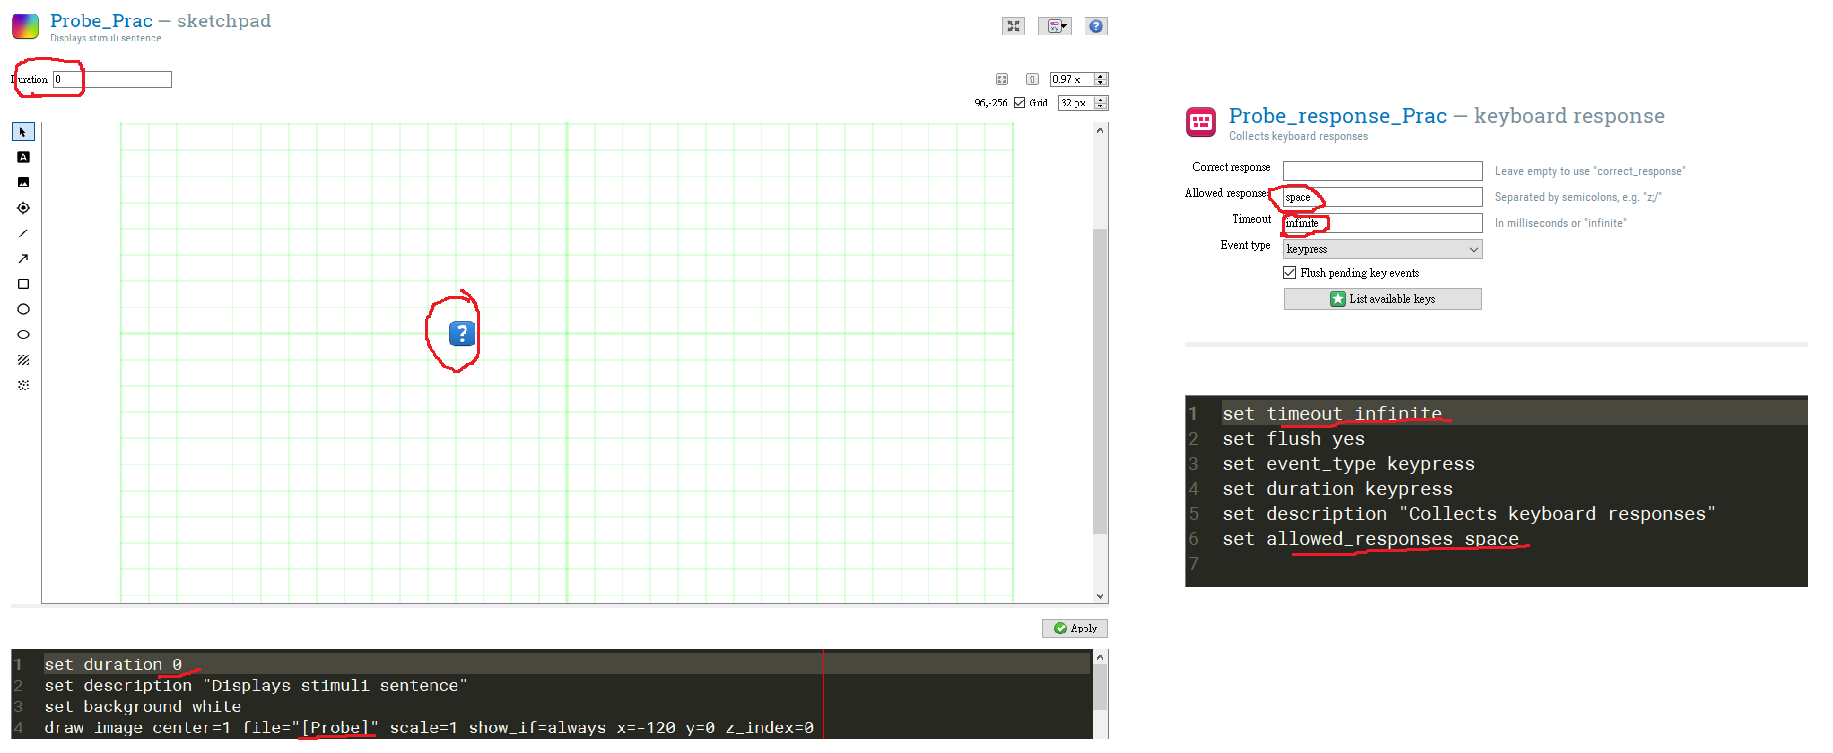 Probe_Prac — sketchpad
Displays stimuli sentence
Duration 0
0.97 x
96,-256 Grid 32 px
A
?
Apply
1 set duration 0
2 set description "Displays stimuli sentence"
3 set background white
4 draw image center=1 file="[Probe]" scale=1 show_if=always x=-120 y=0 z_index=0
Probe_response_Prac — keyboard response
Collects keyboard responses
Correct response Leave empty to use "correct_response"
Allowed responses space Separated by semicolons, e.g. "z;/"
Timeout infinite In milliseconds or "infinite"
Event type keypress
Flush pending key events
List available keys
1 set timeout infinite
2 set flush yes
3 set event_type keypress
4 set duration keypress
5 set description "Collects keyboard responses"
6 set allowed_responses space
7